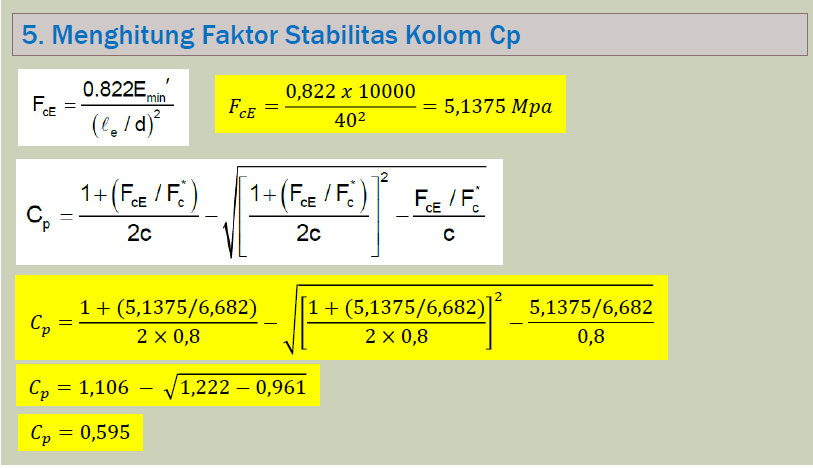 5. Menghitung Faktor Stabilitas Kolom Cp
F_cE = 0.822E_min′ / (ℓ_e / d)²
F_cE = 0,822 x 10000 / 40² = 5,1375 Mpa
C_p = 1+(F_cE / F_c^*) / 2c − √([1+(F_cE / F_c^*) / 2c]² − F_cE / F_c^* / c)
C_p = 1 + (5,1375/6,682) / 2 × 0,8 − √([1 + (5,1375/6,682) / 2 × 0,8]² − 5,1375/6,682 / 0,8)
C_p = 1,106 − √(1,222 − 0,961)
C_p = 0,595